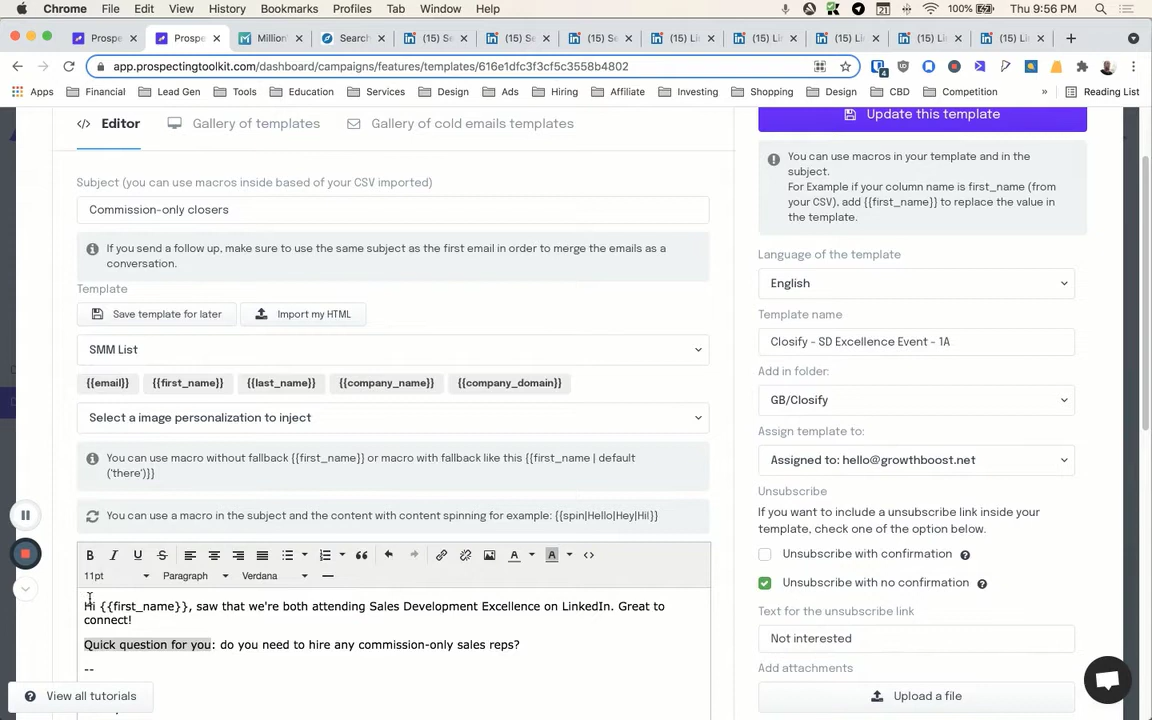 Chrome File Edit View History Bookmarks Profiles Tab Window Help 21 100% Thu 9:56 PM
Prospe Prosp Million Search (15) Se (15) Se (15) Se (15) Li (15) Li (15) Li (15) Li (15) Li
app.prospectingtoolkit.com/dashboard/campaigns/features/templates/616e1dfc3f3cf5c3558b4802 4
Apps Financial Lead Gen Tools Education Services Design Ads Hiring Affiliate Investing Shopping Design CBD Competition » Reading List
</> Editor Gallery of templates Gallery of cold emails templates
Subject (you can use macros inside based of your CSV imported)
Commission-only closers
If you send a follow up, make sure to use the same subject as the first email in order to merge the emails as a
conversation.
Template
Save template for later Import my HTML
SMM List
{{email}} {{first_name}} {{last_name}} {{company_name}} {{company_domain}}
Select a image personalization to inject
You can use macro without fallback {{first_name}} or macro with fallback like this {{first_name | default
('there')}}
You can use a macro in the subject and the content with content spinning for example: {{spin|Hello|Hey|Hi!}}
B I U S A A <>
11pt Paragraph Verdana
Hi {{first_name}}, saw that we're both attending Sales Development Excellence on LinkedIn. Great to
connect!
Quick question for you: do you need to hire any commission-only sales reps?
--
View all tutorials
Update this template
You can use macros in your template and in the
subject.
For Example if your column name is first_name (from
your CSV), add {{first_name}} to replace the value in
the template.
Language of the template
English
Template name
Closify - SD Excellence Event - 1A
Add in folder:
GB/Closify
Assign template to:
Assigned to: hello@growthboost.net
Unsubscribe
If you want to include a unsubscribe link inside your
template, check one of the option below.
Unsubscribe with confirmation
Unsubscribe with no confirmation
Text for the unsubscribe link
Not interested
Add attachments
Upload a file